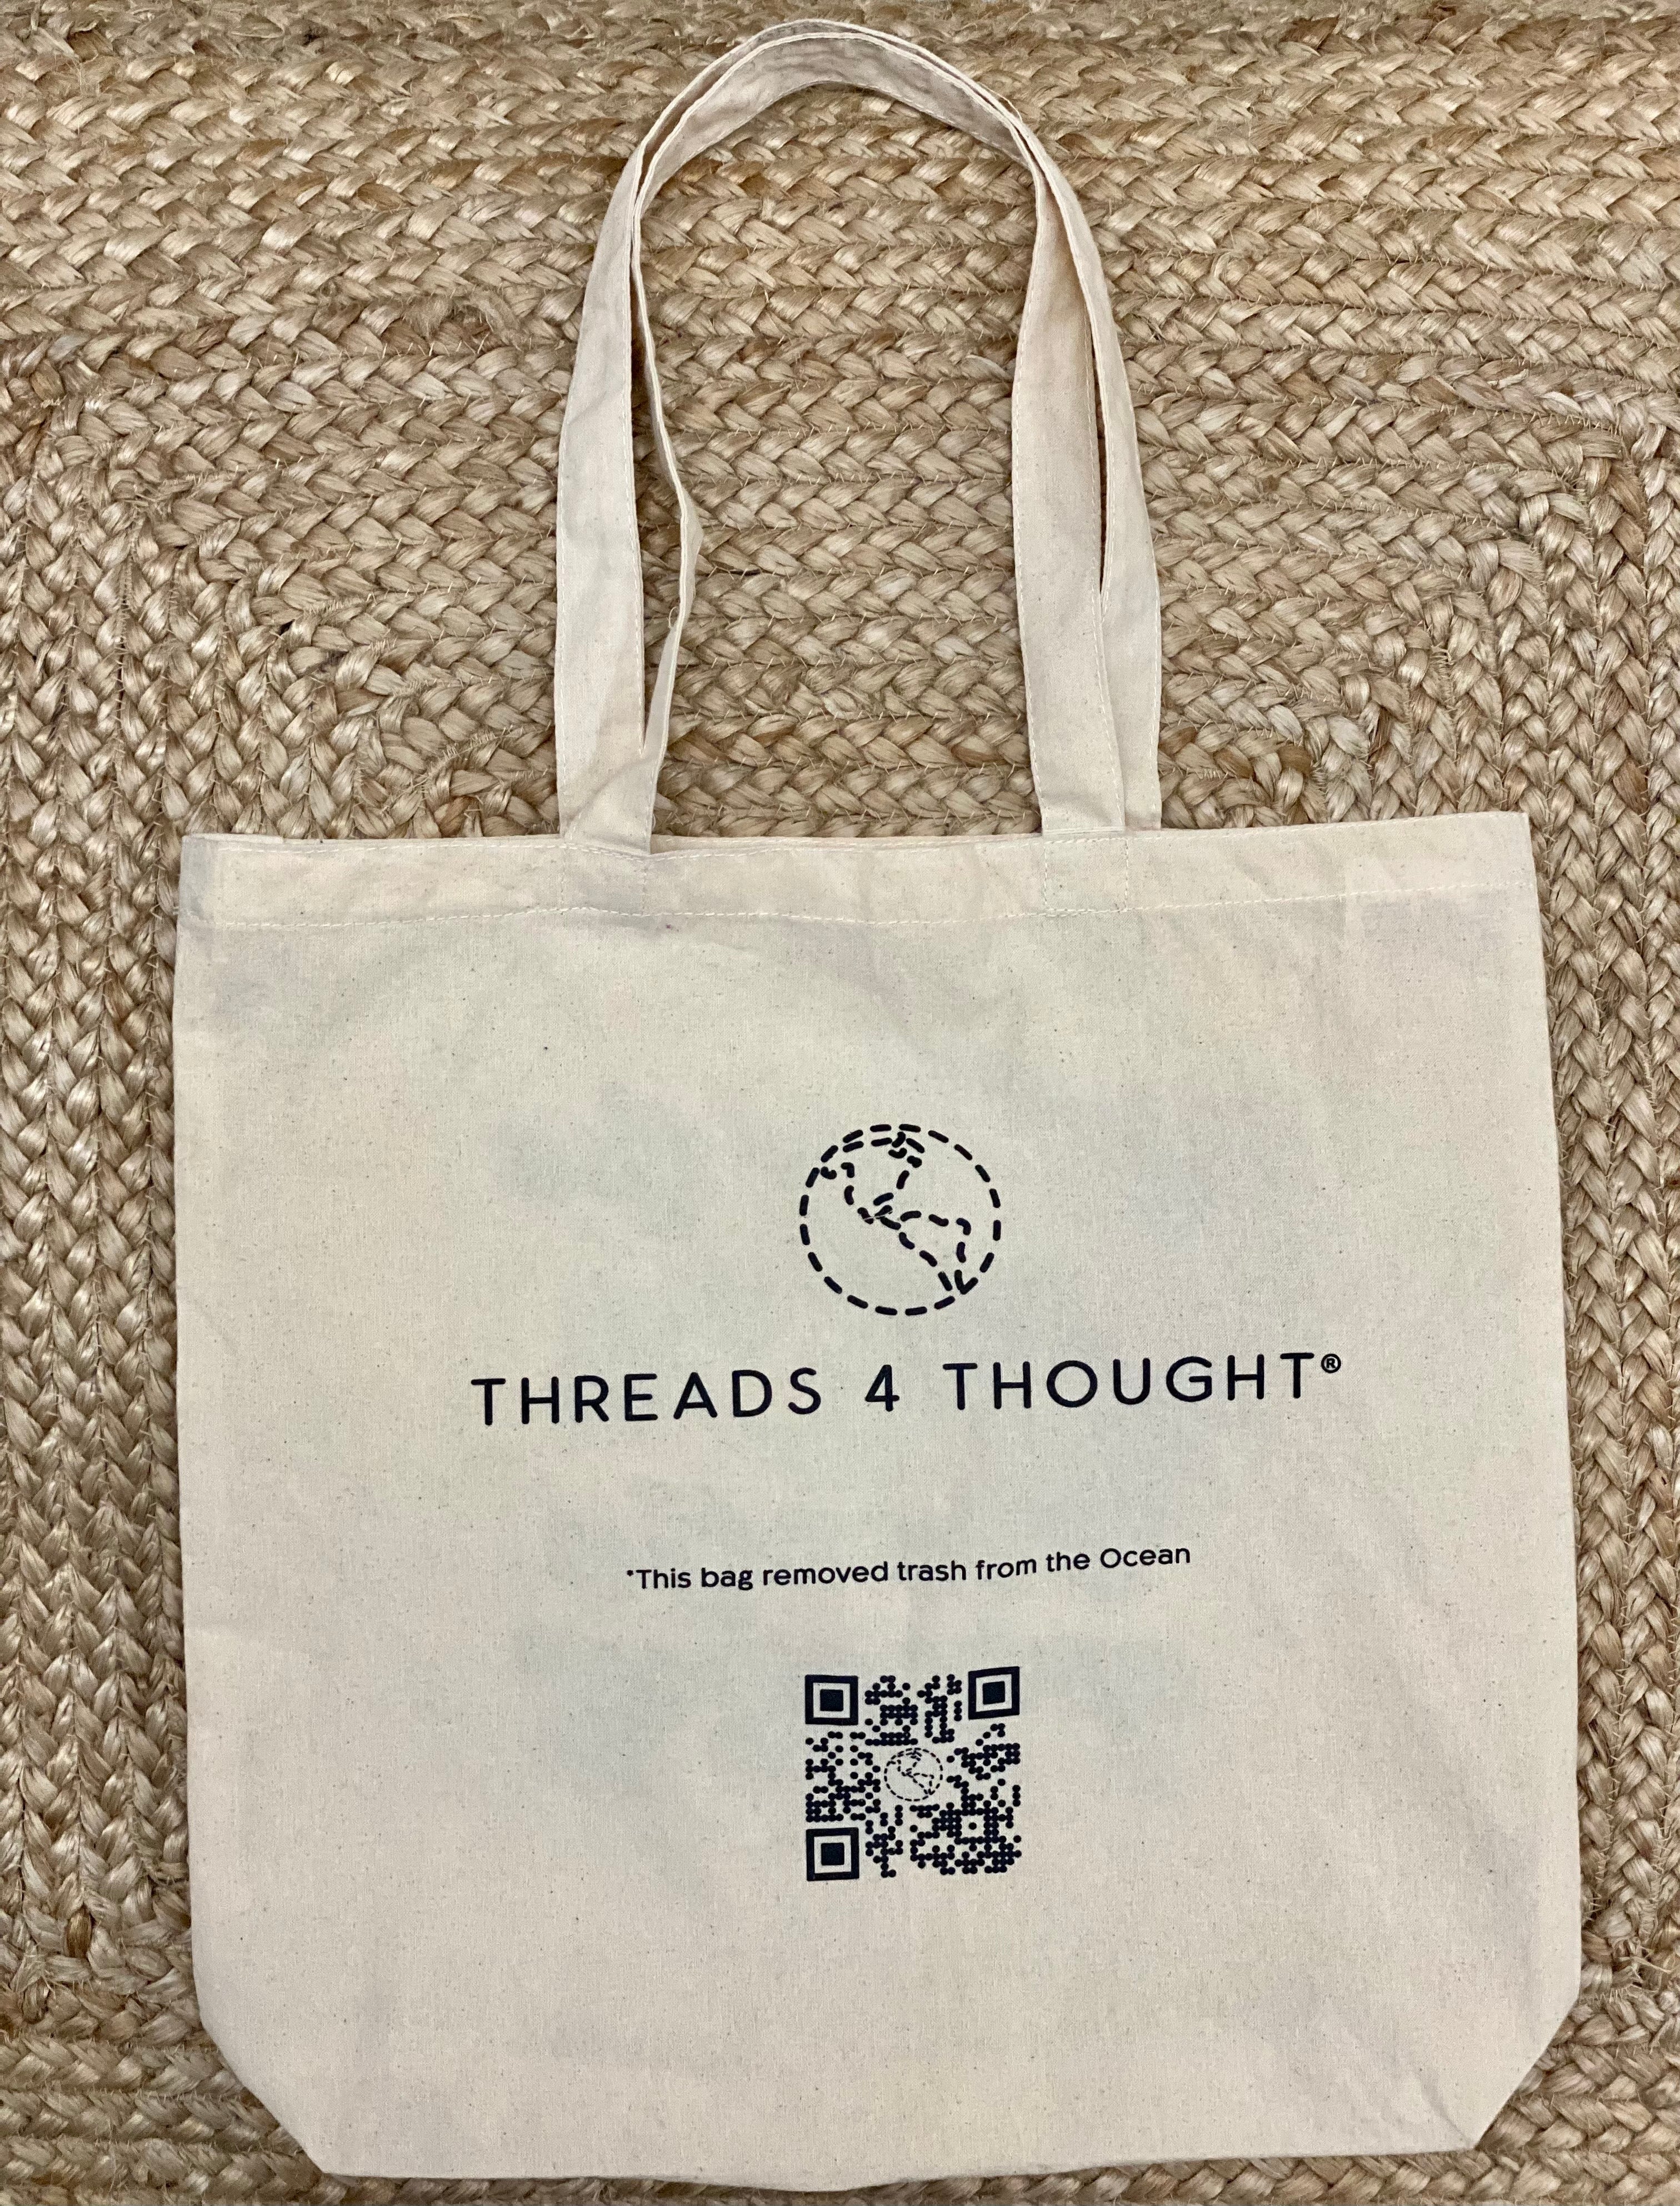 THREADS 4 THOUGHT®
*This bag removed trash from the Ocean